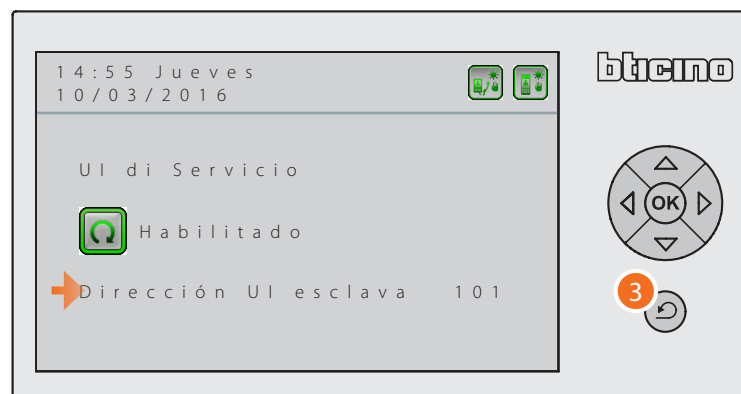 14:55 Jueves
10/03/2016
bticino
UI di Servicio
Habilitado
Dirección UI esclava 101
OK
3